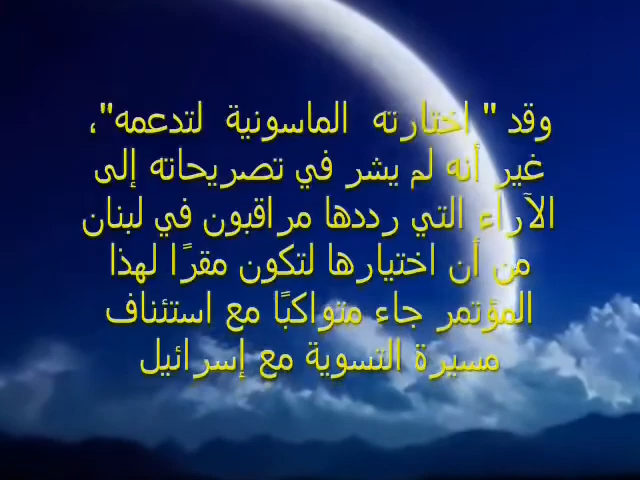 وقد " اختارته الماسونية لتدعمه"،
غير أنه لم يشر في تصريحاته إلى
الآراء التي رددها مراقبون في لبنان
من أن اختيارها لتكون مقرًا لهذا
المؤتمر جاء متواكبًا مع استئناف
مسيرة التسوية مع إسرائيل